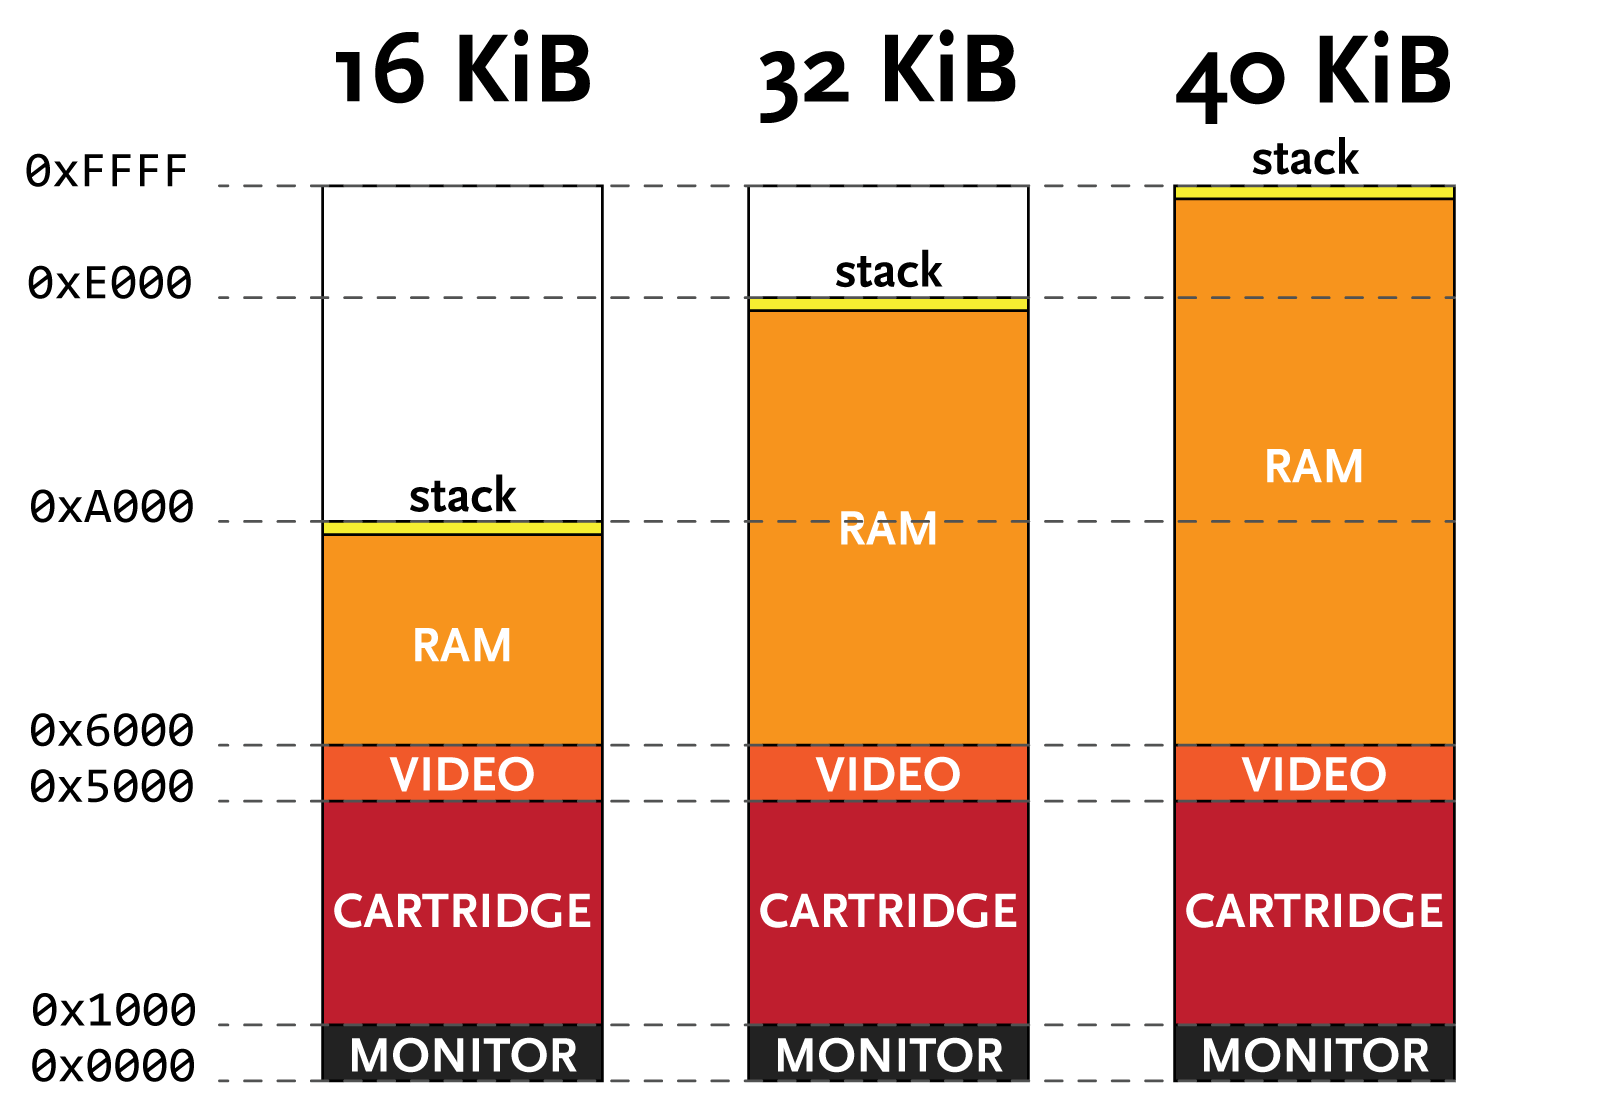 16 KiB
32 KiB
40 KiB
0xFFFF
stack
0xE000
stack
RAM
0xA000
stack
RAM
RAM
0x6000
0x5000
VIDEO
VIDEO
VIDEO
CARTRIDGE
CARTRIDGE
CARTRIDGE
0x1000
0x0000
MONITOR
MONITOR
MONITOR